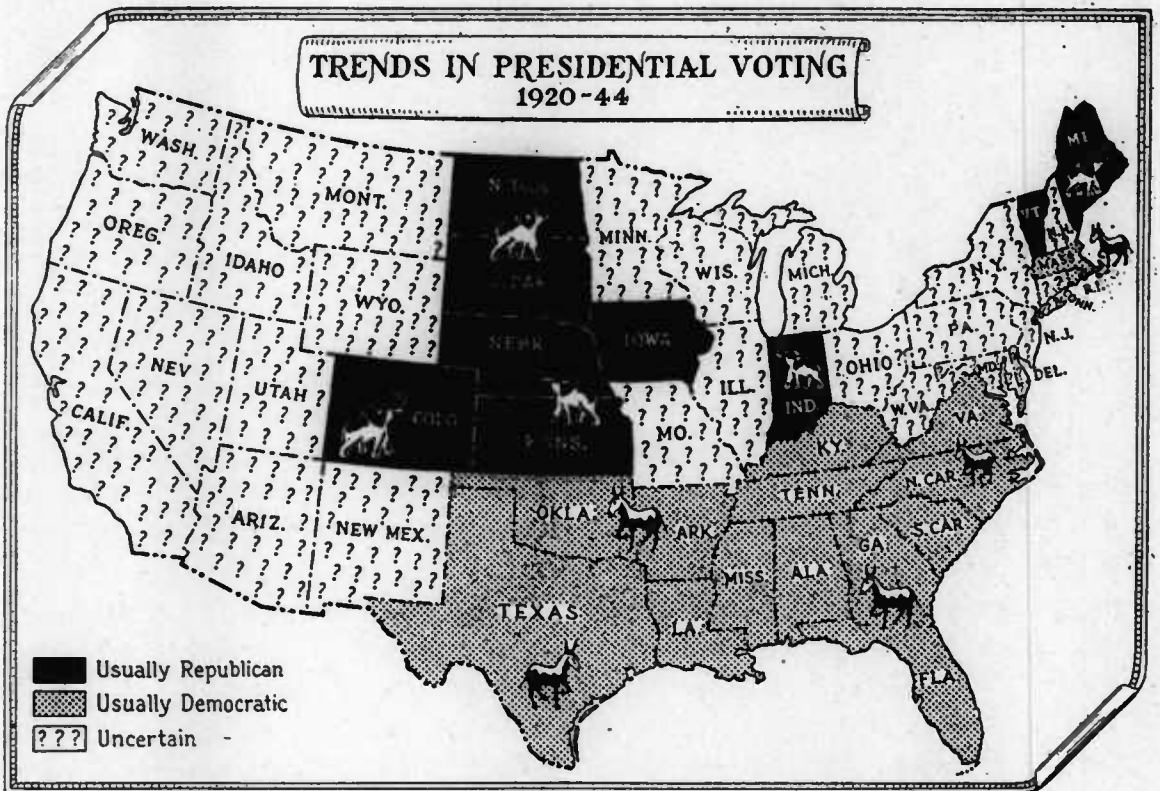 TRENDS IN PRESIDENTIAL VOTING
1920-44
WASH.
MONT.
OREG.
IDAHO
WYO.
NEV
UTAH
CALIF.
ARIZ.
NEW MEX.
COLO
NEBR
KANS.
IOWA
MINN.
WIS.
MICH
ILL.
IND.
MO.
OHIO
PA.
N.Y.
VT.
N.H.
MASS.
R.I.
CONN.
N.J.
DEL.
MD.
W.VA.
VA.
KY.
TENN.
N. CAR.
S. CAR.
GA
ALA
MISS.
ARK.
LA.
OKLA.
TEXAS
FLA
Usually Republican
Usually Democratic
??? Uncertain